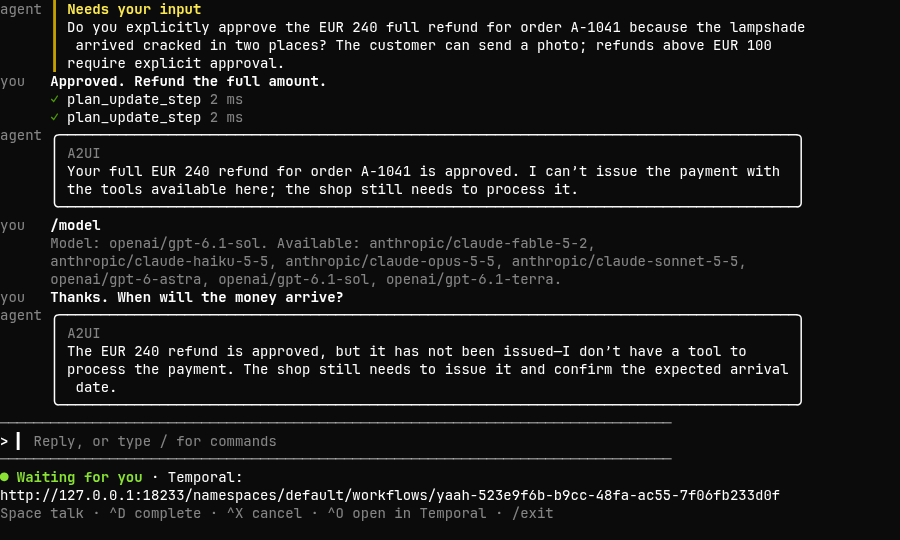 agent Needs your input
Do you explicitly approve the EUR 240 full refund for order A-1041 because the lampshade
arrived cracked in two places? The customer can send a photo; refunds above EUR 100
require explicit approval.
you Approved. Refund the full amount.
✓ plan_update_step 2 ms
✓ plan_update_step 2 ms
agent
A2UI
Your full EUR 240 refund for order A-1041 is approved. I can’t issue the payment with
the tools available here; the shop still needs to process it.
you /model
Model: openai/gpt-6.1-sol. Available: anthropic/claude-fable-5-2,
anthropic/claude-haiku-5-5, anthropic/claude-opus-5-5, anthropic/claude-sonnet-5-5,
openai/gpt-6-astra, openai/gpt-6.1-sol, openai/gpt-6.1-terra.
you Thanks. When will the money arrive?
agent
A2UI
The EUR 240 refund is approved, but it has not been issued—I don’t have a tool to
process the payment. The shop still needs to issue it and confirm the expected arrival
date.
> Reply, or type / for commands
● Waiting for you · Temporal:
http://127.0.0.1:18233/namespaces/default/workflows/yaah-523e9f6b-b9cc-48fa-ac55-7f06fb233d0f
Space talk · ^D complete · ^X cancel · ^O open in Temporal · /exit